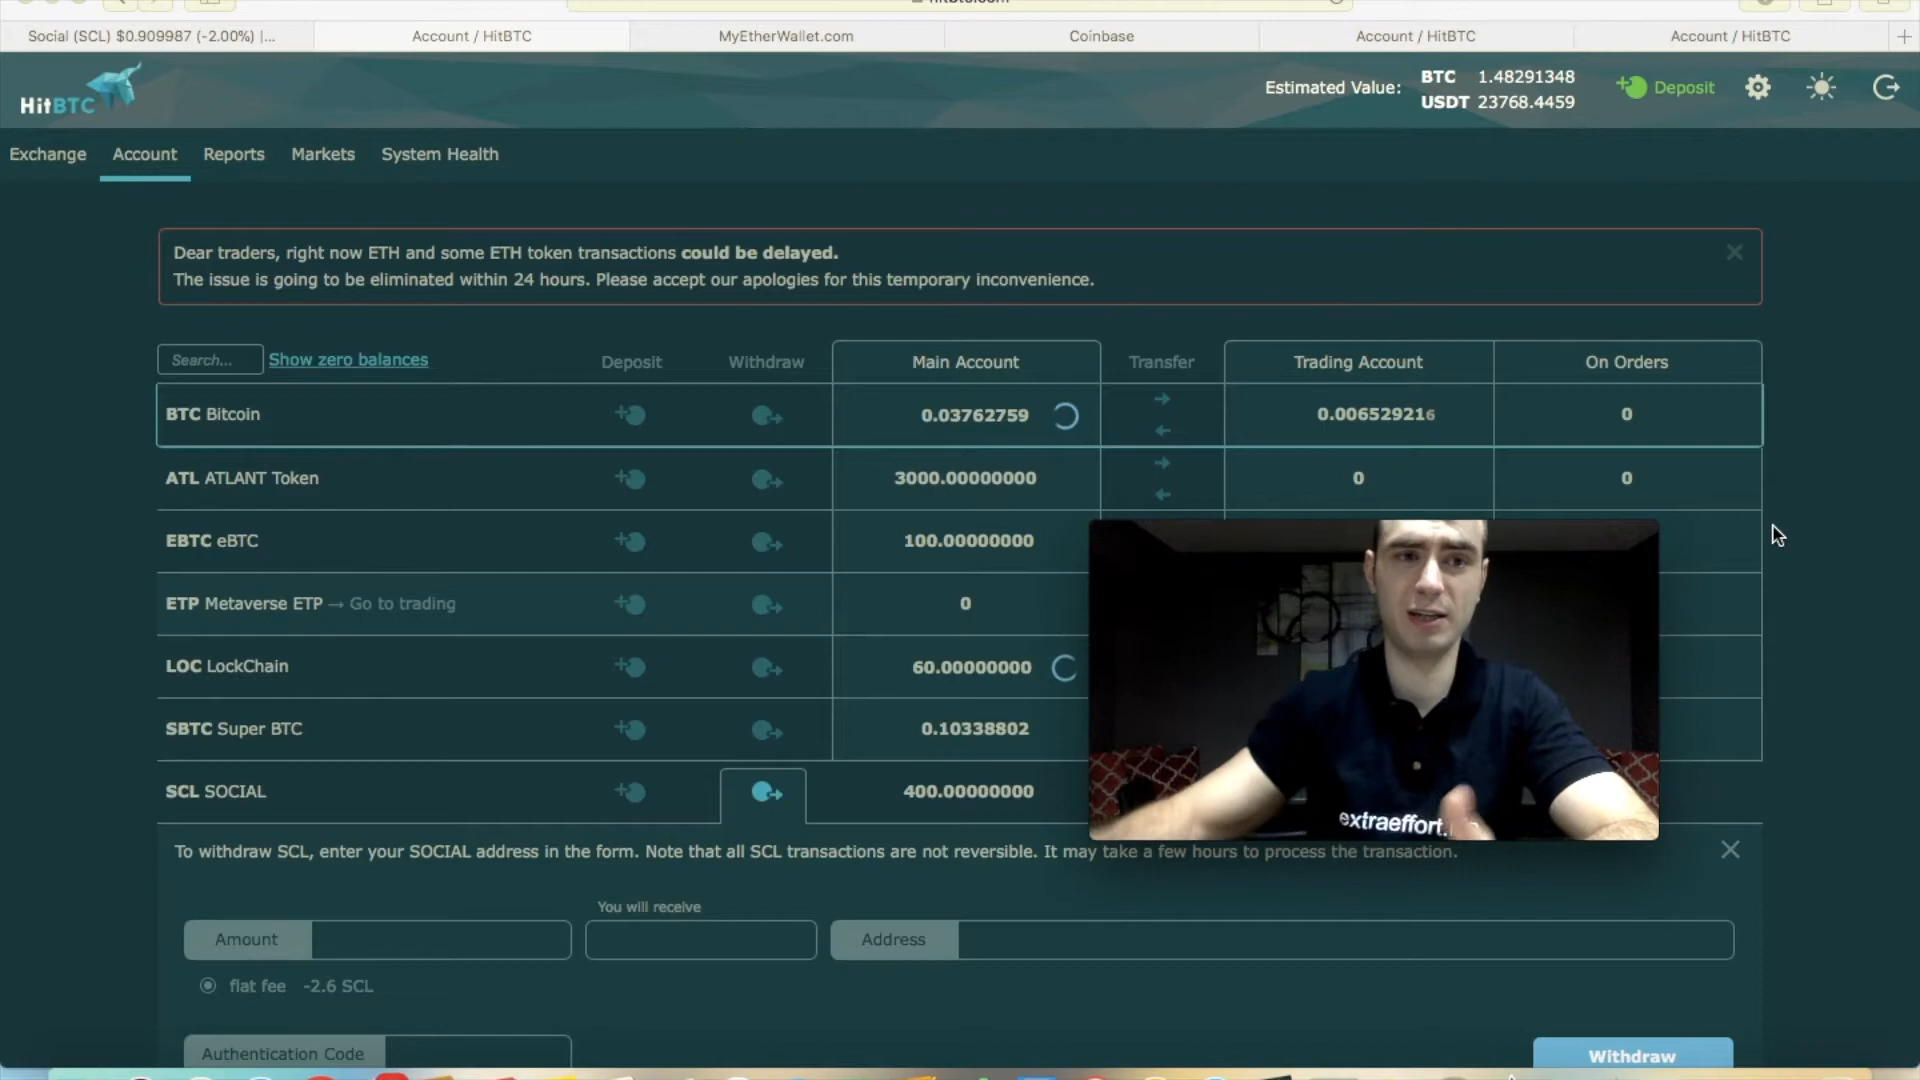 Social (SCL) $0.909987 (-2.00%) |...
Account / HitBTC
MyEtherWallet.com
Coinbase
Account / HitBTC
Account / HitBTC
HitBTC
Estimated Value:
BTC 1.48291348
USDT 23768.4459
Deposit
Exchange Account Reports Markets System Health
Dear traders, right now ETH and some ETH token transactions could be delayed.
The issue is going to be eliminated within 24 hours. Please accept our apologies for this temporary inconvenience.
Search... Show zero balances Deposit Withdraw Main Account Transfer Trading Account On Orders
BTC Bitcoin 0.03762759 0.006529216 0
ATL ATLANT Token 3000.00000000 0 0
EBTC eBTC 100.00000000
ETP Metaverse ETP → Go to trading 0
LOC LockChain 60.00000000
SBTC Super BTC 0.10338802
SCL SOCIAL 400.00000000
extraeffort.
To withdraw SCL, enter your SOCIAL address in the form. Note that all SCL transactions are not reversible. It may take a few hours to process the transaction.
You will receive
Amount Address
flat fee -2.6 SCL
Authentication Code
Withdraw